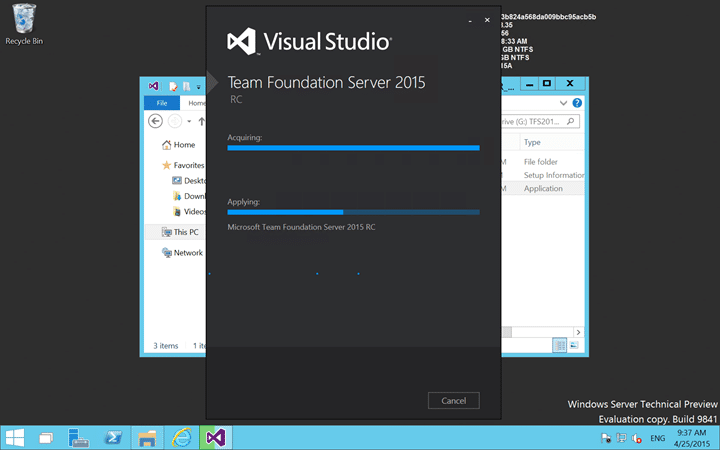 Recycle Bin
3b824a568da009bbc95acb5b
.35
56
8:33 AM
GB NTFS
GB NTFS
15A
Visual Studio
Team Foundation Server 2015
RC
Acquiring:
Applying:
Microsoft Team Foundation Server 2015 RC
Cancel
File
Home
rive (G:) TFS201...
Home
Favorites
Deskto
Downl
Videos
This PC
Network
Type
File folder
Setup Information
Application
3 items
1 it
Windows Server Technical Preview
Evaluation copy. Build 9841
ENG
9:37 AM
4/25/2015